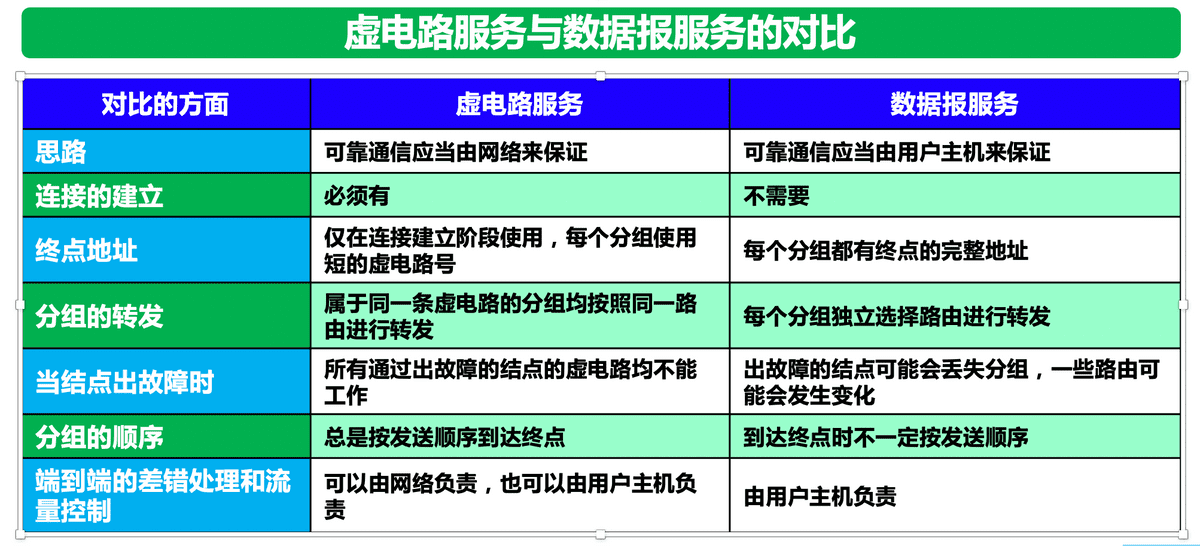 虚电路服务与数据报服务的对比
对比的方面
虚电路服务
数据报服务
思路
可靠通信应当由网络来保证
可靠通信应当由用户主机来保证
连接的建立
必须有
不需要
终点地址
仅在连接建立阶段使用，每个分组使用
短的虚电路号
每个分组都有终点的完整地址
分组的转发
属于同一条虚电路的分组均按照同一路
由进行转发
每个分组独立选择路由进行转发
当结点出故障时
所有通过出故障的结点的虚电路均不能
工作
出故障的结点可能会丢失分组，一些路由可
能会发生变化
分组的顺序
总是按发送顺序到达终点
到达终点时不一定按发送顺序
端到端的差错处理和流
量控制
可以由网络负责，也可以由用户主机负
责
由用户主机负责